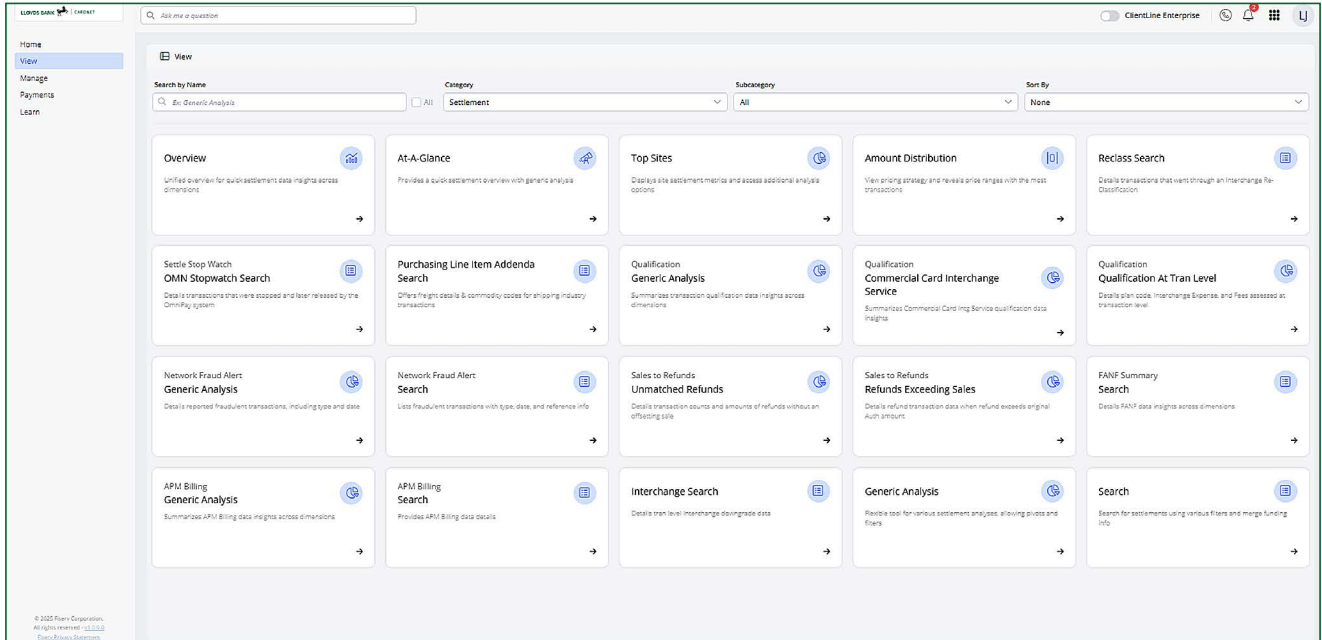 LLOYDS BANK CARDNET
Ask me a question
ClientLine Enterprise
2
LJ
Home
View
Manage
Payments
Learn
View
Search by Name
Category
Subcategory
Sort By
Ex: Generic Analysis
All
Settlement
All
None
Overview
Unified overview for quick settlement data insights across
dimensions
At-A-Glance
Provides a quick settlement overview with generic analysis
Top Sites
Displays site settlement metrics and access additional analysis
options
Amount Distribution
View pricing strategy and reveals price ranges with the most
transactions
Reclass Search
Details transactions that went through an Interchange Re-
Classification
Settle Stop Watch
OMN Stopwatch Search
Details transactions that were stopped and later released by the
OmniPay system
Purchasing Line Item Addenda
Search
Offers freight details & commodity codes for shipping industry
transactions
Qualification
Generic Analysis
Summarizes transaction qualification data insights across
dimensions
Qualification
Commercial Card Interchange
Service
Summarizes Commercial Card Intg Service qualification data
insights
Qualification
Qualification At Tran Level
Details plan code, Interchange Expense, and Fees assessed at
transaction level
Network Fraud Alert
Generic Analysis
Details reported fraudulent transactions, including type and date
Network Fraud Alert
Search
Lists fraudulent transactions with type, date, and reference info
Sales to Refunds
Unmatched Refunds
Details transaction counts and amounts of refunds without an
offsetting sale
Sales to Refunds
Refunds Exceeding Sales
Details refund transaction data when refund exceeds original
Auth amount
FANF Summary
Search
Details FANF data insights across dimensions
APM Billing
Generic Analysis
Summarizes APM Billing data insights across dimensions
APM Billing
Search
Provides APM Billing data details
Interchange Search
Details tran level interchange downgrade data
Generic Analysis
Flexible tool for various settlement analyses, allowing pivots and
filters
Search
Search for settlements using various filters and merge funding
info
© 2025 Fiserv Corporation.
All rights reserved - v1.0.9.0
Fiserv Privacy Statement